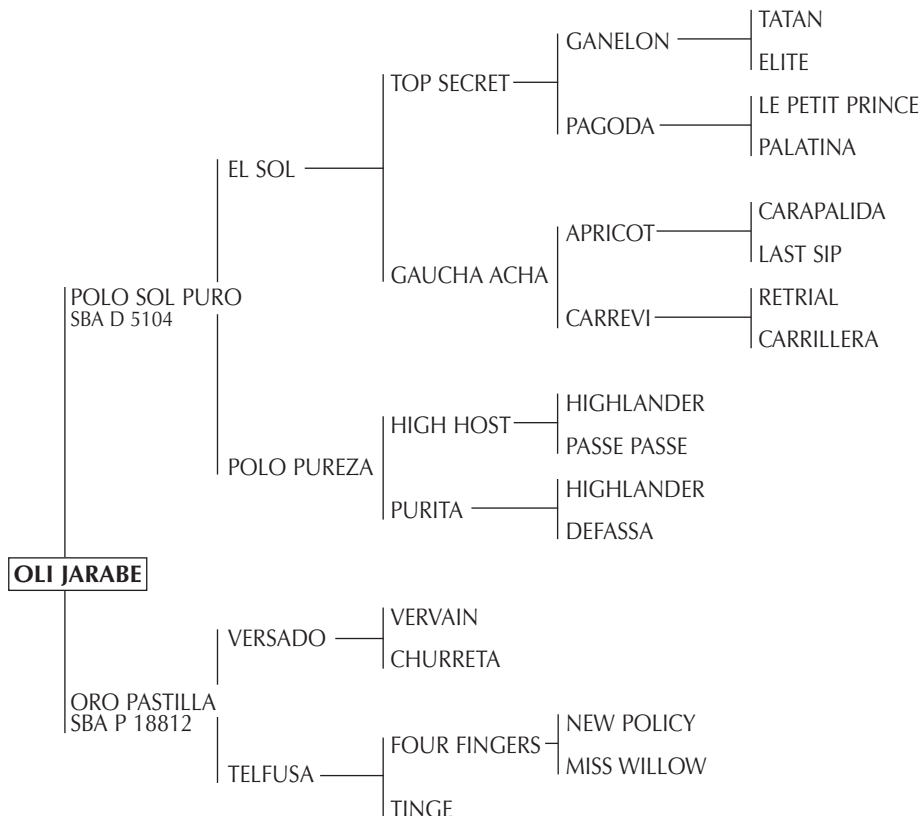 TATAN
GANELON
ELITE
TOP SECRET
LE PETIT PRINCE
PAGODA
PALATINA
EL SOL
CARAPALIDA
APRICOT
LAST SIP
GAUCHA ACHA
POLO SOL PURO
SBA D 5104
RETRIAL
CARREVI
CARRILLERA
HIGHLANDER
HIGH HOST
PASSE PASSE
POLO PUREZA
HIGHLANDER
PURITA
DEFASSA
OLI JARABE
VERVAIN
VERSADO
CHURRETA
ORO PASTILLA
SBA P 18812
NEW POLICY
FOUR FINGERS
MISS WILLOW
TELFUSA
TINGE